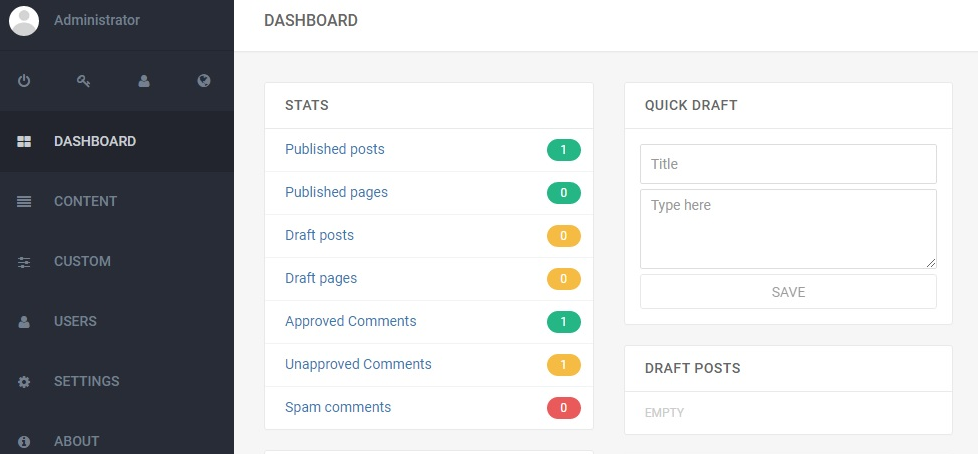 Administrator
DASHBOARD
CONTENT
CUSTOM
USERS
SETTINGS
ABOUT
DASHBOARD
STATS
Published posts 1
Published pages 0
Draft posts 0
Draft pages 0
Approved Comments 1
Unapproved Comments 1
Spam comments 0
QUICK DRAFT
Title
Type here
SAVE
DRAFT POSTS
EMPTY